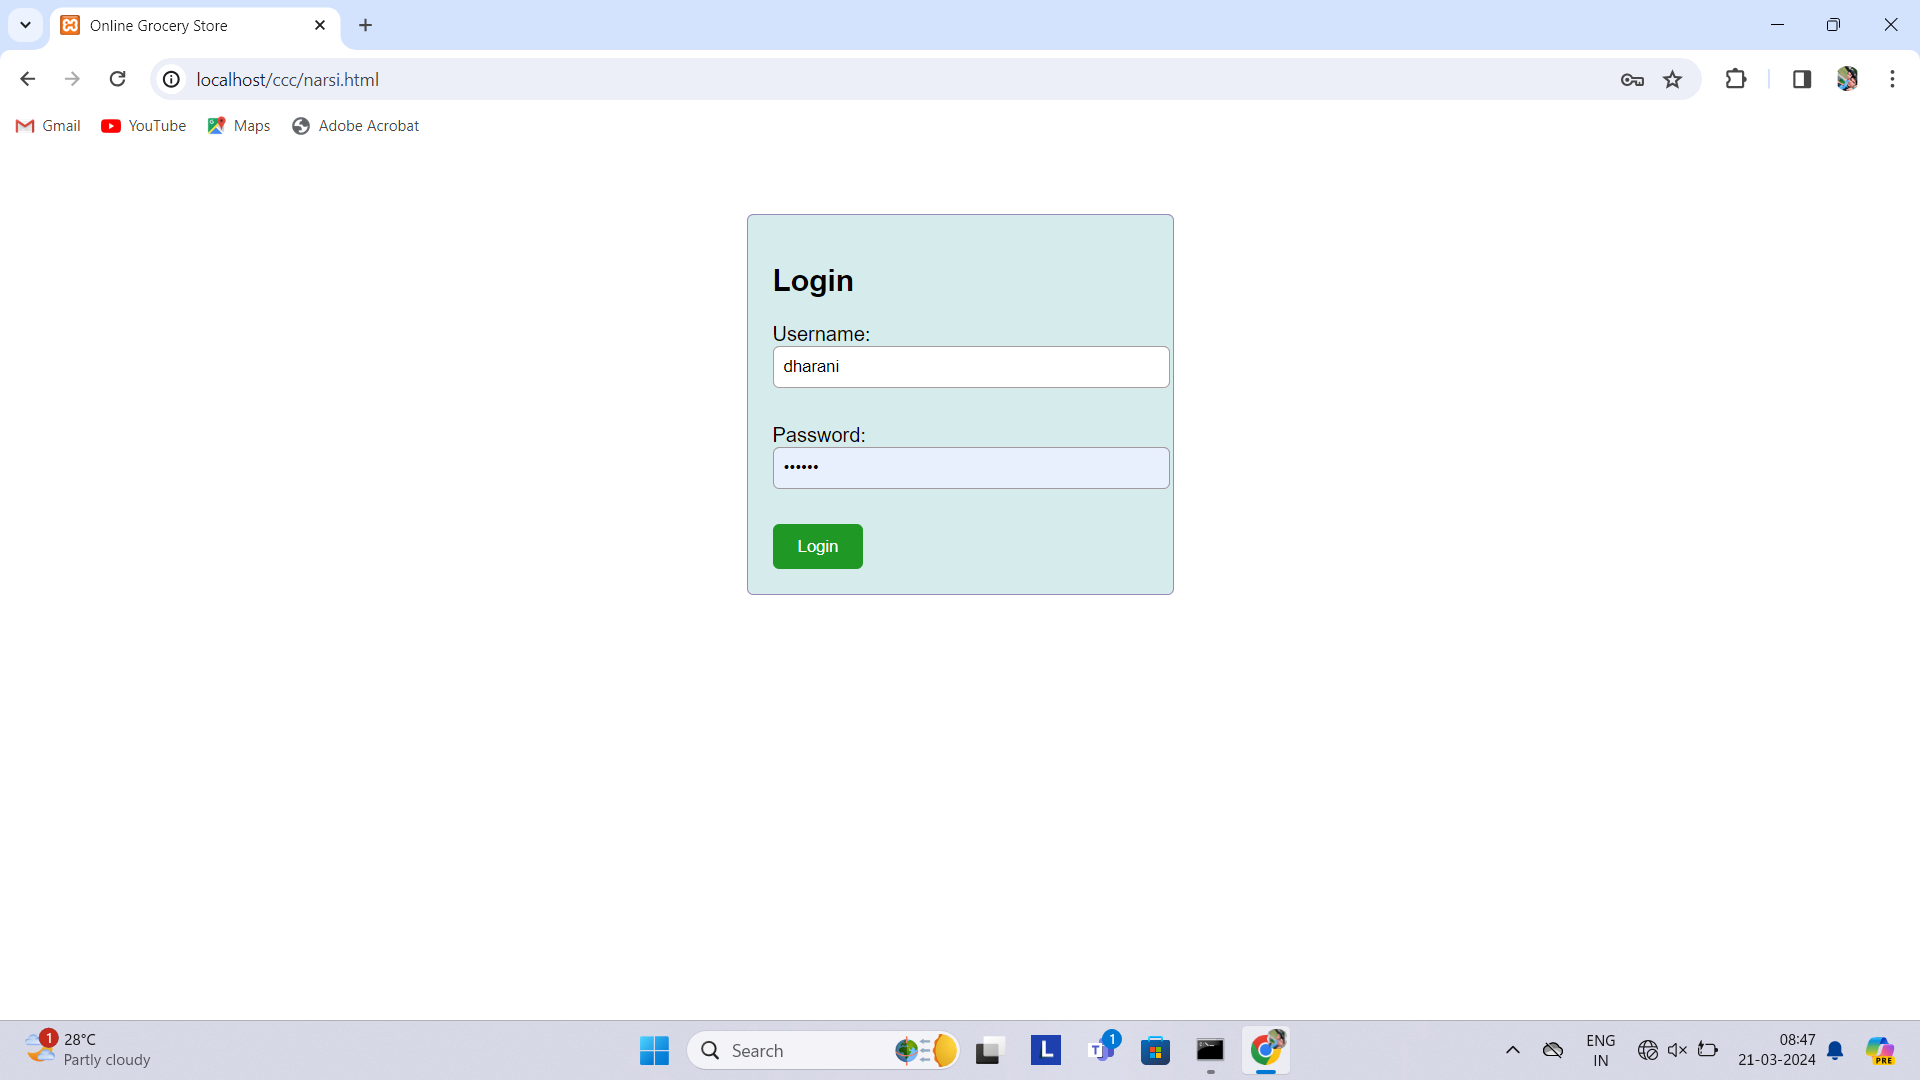 Online Grocery Store
localhost/ccc/narsi.html
Gmail YouTube Maps Adobe Acrobat
Login
Username:
dharani
Password:
••••••
Login
1 28°C
Partly cloudy
Search
L
T 1
ENG
IN
08:47
21-03-2024
PRE